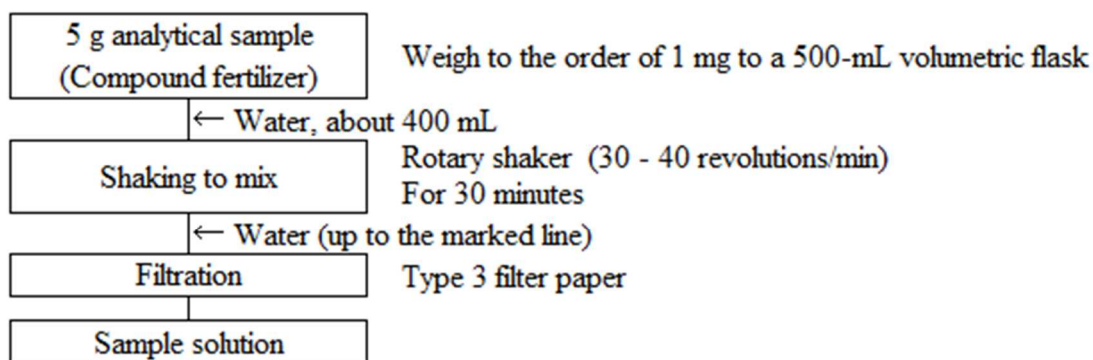 5 g analytical sample
(Compound fertilizer)
Weigh to the order of 1 mg to a 500-mL volumetric flask
← Water, about 400 mL
Shaking to mix
Rotary shaker (30 - 40 revolutions/min)
For 30 minutes
← Water (up to the marked line)
Filtration
Type 3 filter paper
Sample solution